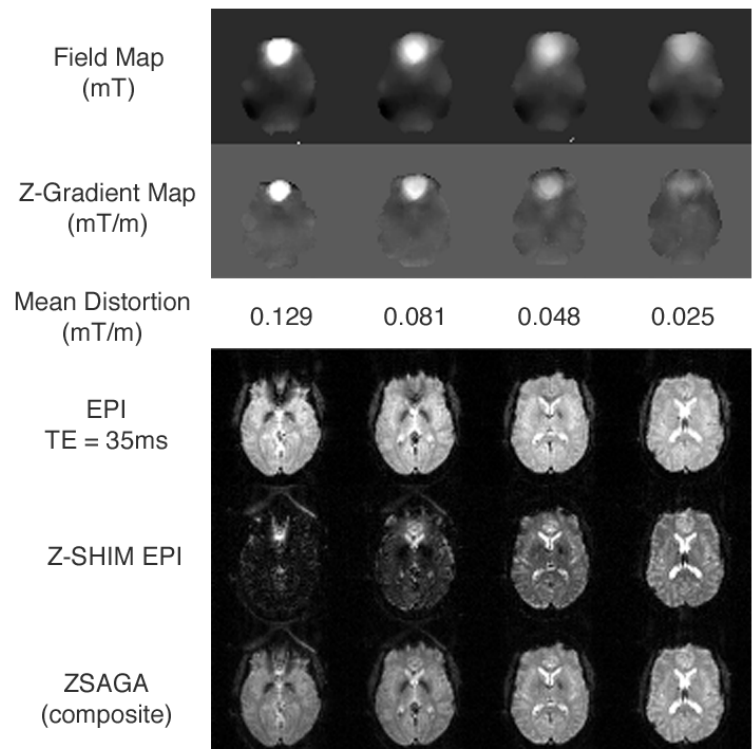 Field Map
(mT)
Z-Gradient Map
(mT/m)
Mean Distortion
(mT/m)
0.129 0.081 0.048 0.025
EPI
TE = 35ms
Z-SHIM EPI
ZSAGA
(composite)